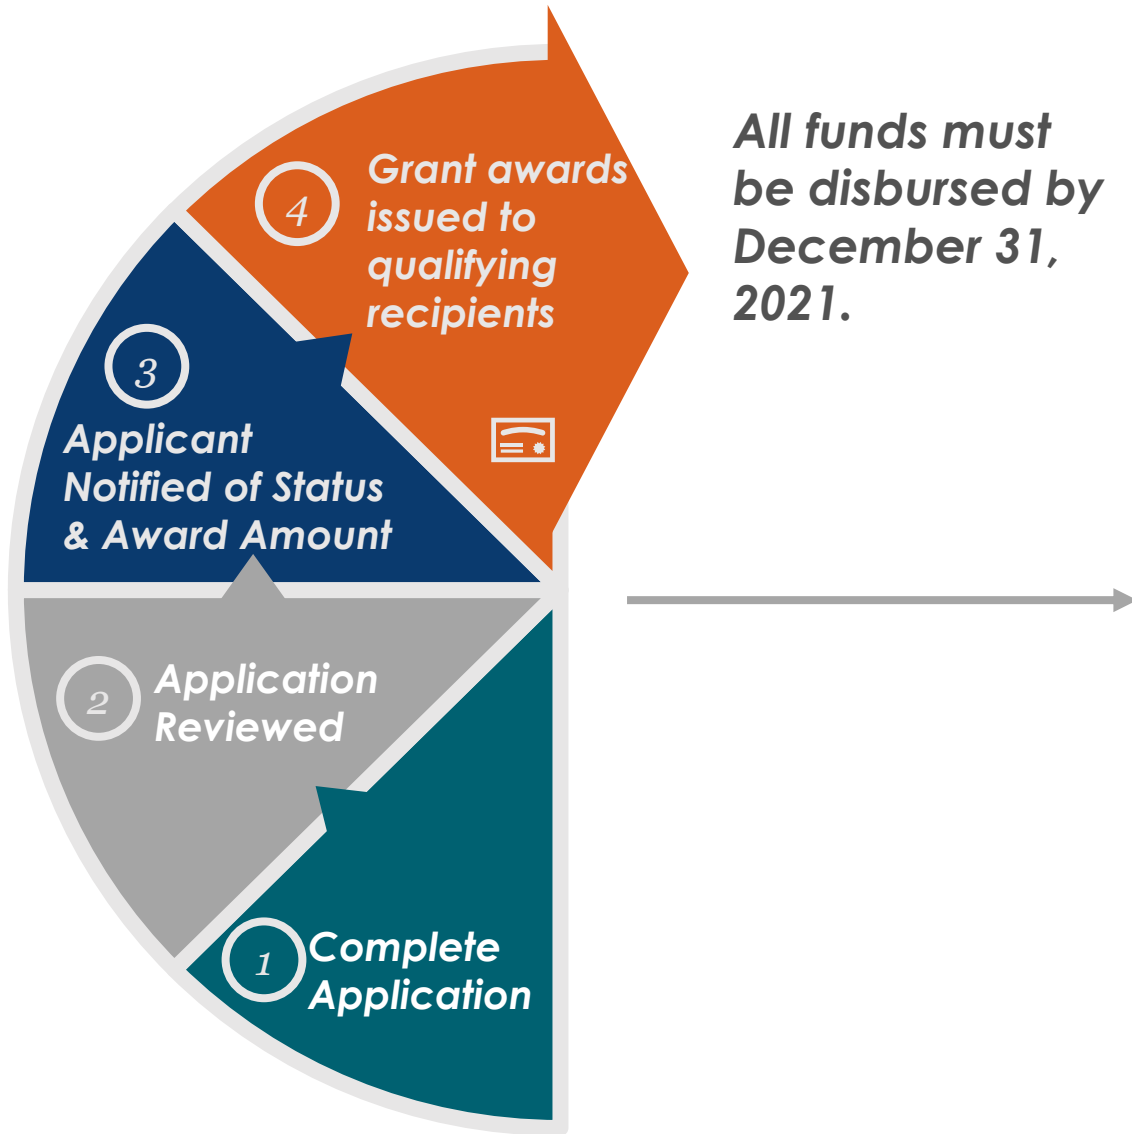 4
Grant awards
issued to
qualifying
recipients
All funds must
be disbursed by
December 31,
2021.
3
Applicant
Notified of Status
& Award Amount
2
Application
Reviewed
1
Complete
Application